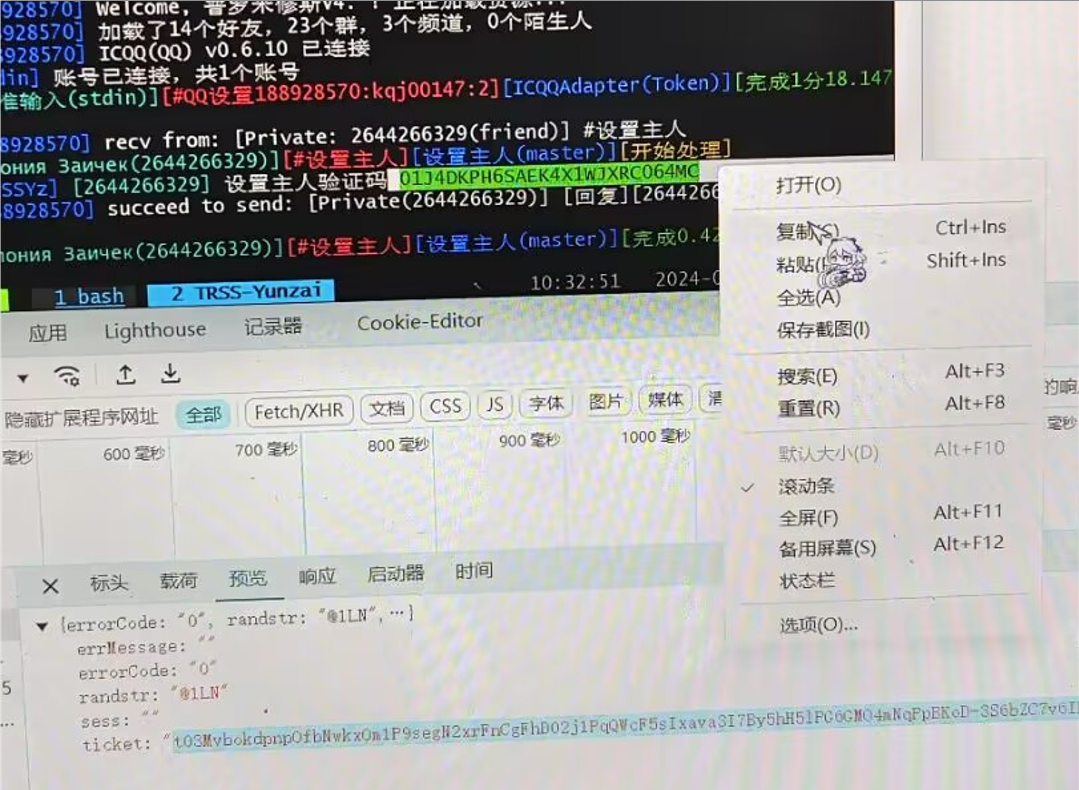 928570] Welcome, 普罗米修斯v4. ! 正在加载资源...
928570] 加载了14个好友，23个群，3个频道，0个陌生人
8928570] ICQQ(QQ) v0.6.10 已连接
din] 账号已连接，共1个账号
准输入(stdin)][#QQ设置188928570:kqj00147:2][ICQQAdapter(Token)][完成1分18.147
8928570] recv from: [Private: 2644266329(friend)] #设置主人
ония Заичек(2644266329)][#设置主人][设置主人(master)][开始处理]
SSYz] [2644266329] 设置主人验证码 01J4DKPH6SAEK4X1WJXRCO64MC
8928570] succeed to send: [Private(2644266329)] [回复][264426
ония Заичек(2644266329)][#设置主人][设置主人(master)][完成0.42
1 bash 2 TRSS-Yunzai 10:32:51 2024-0
打开(O)
复制(S) Ctrl+Ins
粘贴( Shift+Ins
全选(A)
保存截图(I)
搜索(E) Alt+F3
重置(R) Alt+F8
默认大小(D) Alt+F10
滚动条
全屏(F) Alt+F11
备用屏幕(S) Alt+F12
状态栏
选项(O)...
应用 Lighthouse 记录器 Cookie-Editor
隐藏扩展程序网址 全部 Fetch/XHR 文档 CSS JS 字体 图片 媒体 清
的响
毫秒 600 毫秒 700 毫秒 800 毫秒 900 毫秒 1000 毫秒
毫秒
标头 载荷 预览 响应 启动器 时间
{errorCode: "0", randstr: "@1LN",…}
errMessage: ""
errorCode: "0"
5
randstr: "@1LN"
sess: ""
ticket: "t03MvbokdpnpOfbNwkxQm1P9segN2xrFnCgFhD02j1PqQWcF5sIxava3I7By5hH51PG6GMO4mNqPpEKoD-3S6bZC7v6I